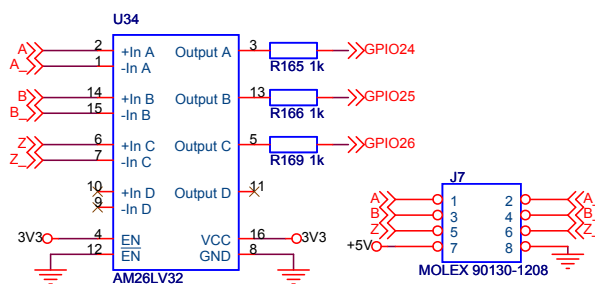 U34
A 2 +In A Output A 3 GPIO24
A_ 1 -In A R165 1k
B 14 +In B Output B 13 GPIO25
B_ 15 -In B R166 1k
Z 6 +In C Output C 5 GPIO26
Z_ 7 -In C R169 1k
10 +In D Output D 11
9 -In D
3V3 4 EN VCC 16 3V3
12 EN GND 8
AM26LV32
J7
A 1 2 A_
B 3 4 B_
Z 5 6 Z_
+5V 7 8
MOLEX 90130-1208